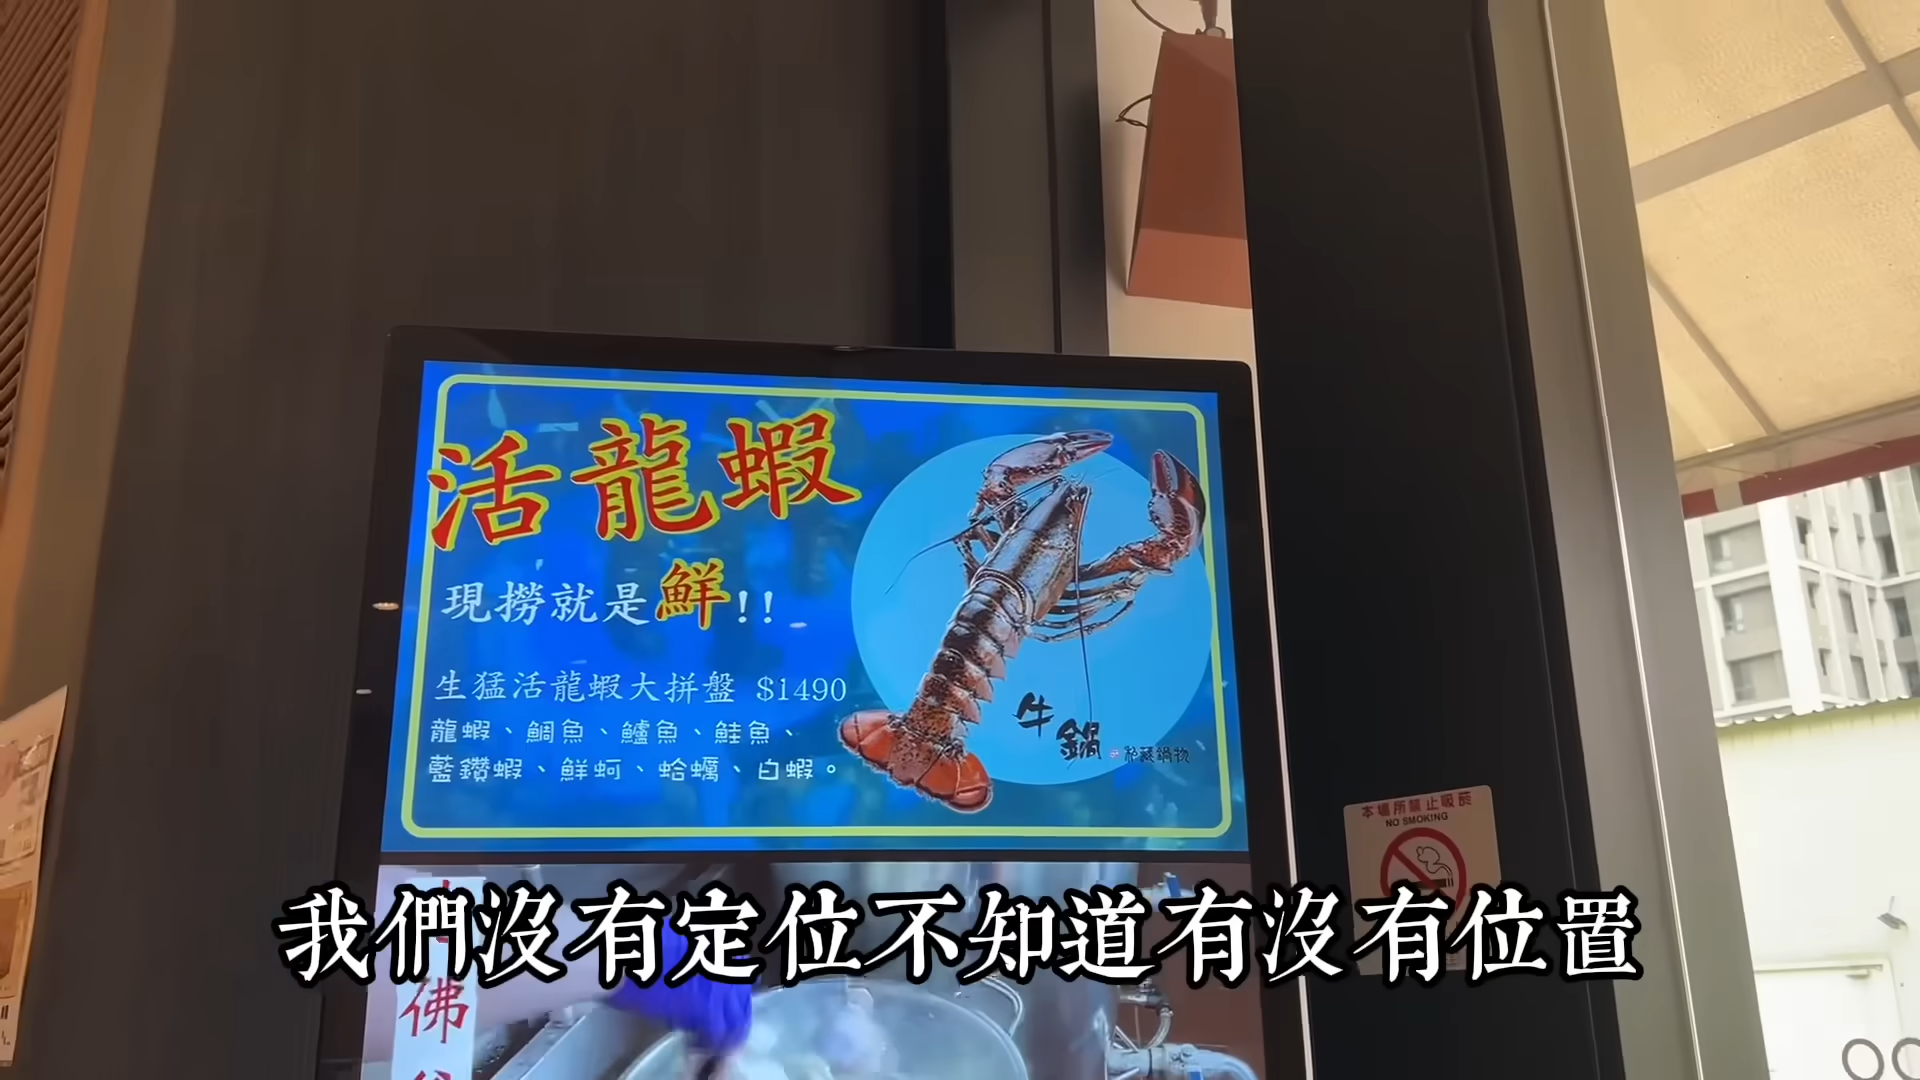 活龍蝦
現撈就是鮮!!
生猛活龍蝦大拼盤 $1490
龍蝦、鯛魚、鱸魚、鮭魚、
藍鑽蝦、鮮蚵、蛤蠣、白蝦。
牛鍋
私藏鍋物
本場所禁止吸菸
NO SMOKING
我們沒有定位不知道有沒有位置
佛